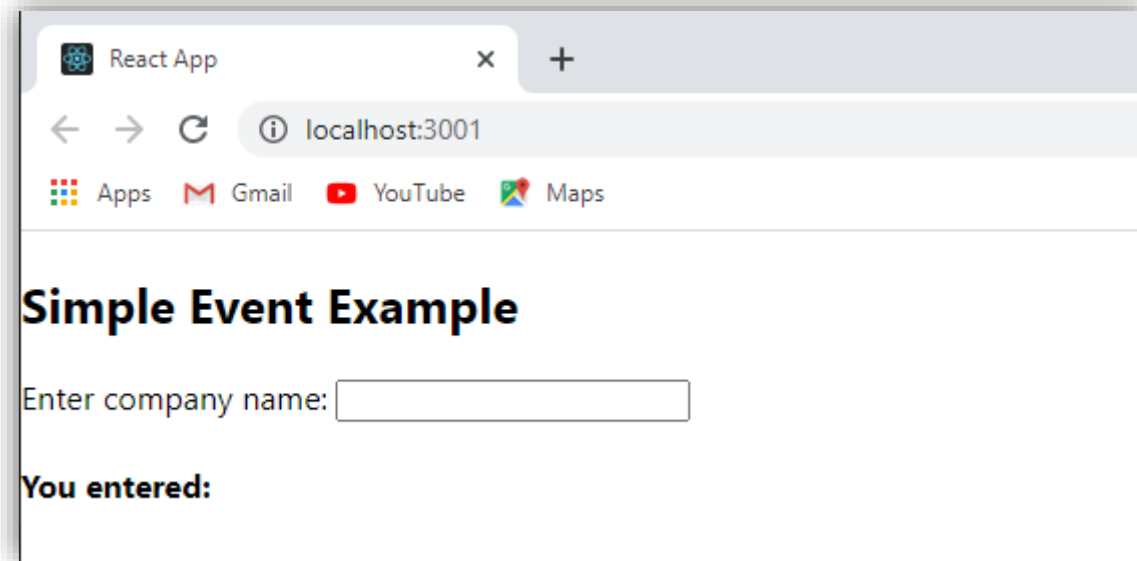 React App
localhost:3001
Apps Gmail YouTube Maps
Simple Event Example
Enter company name:
You entered: